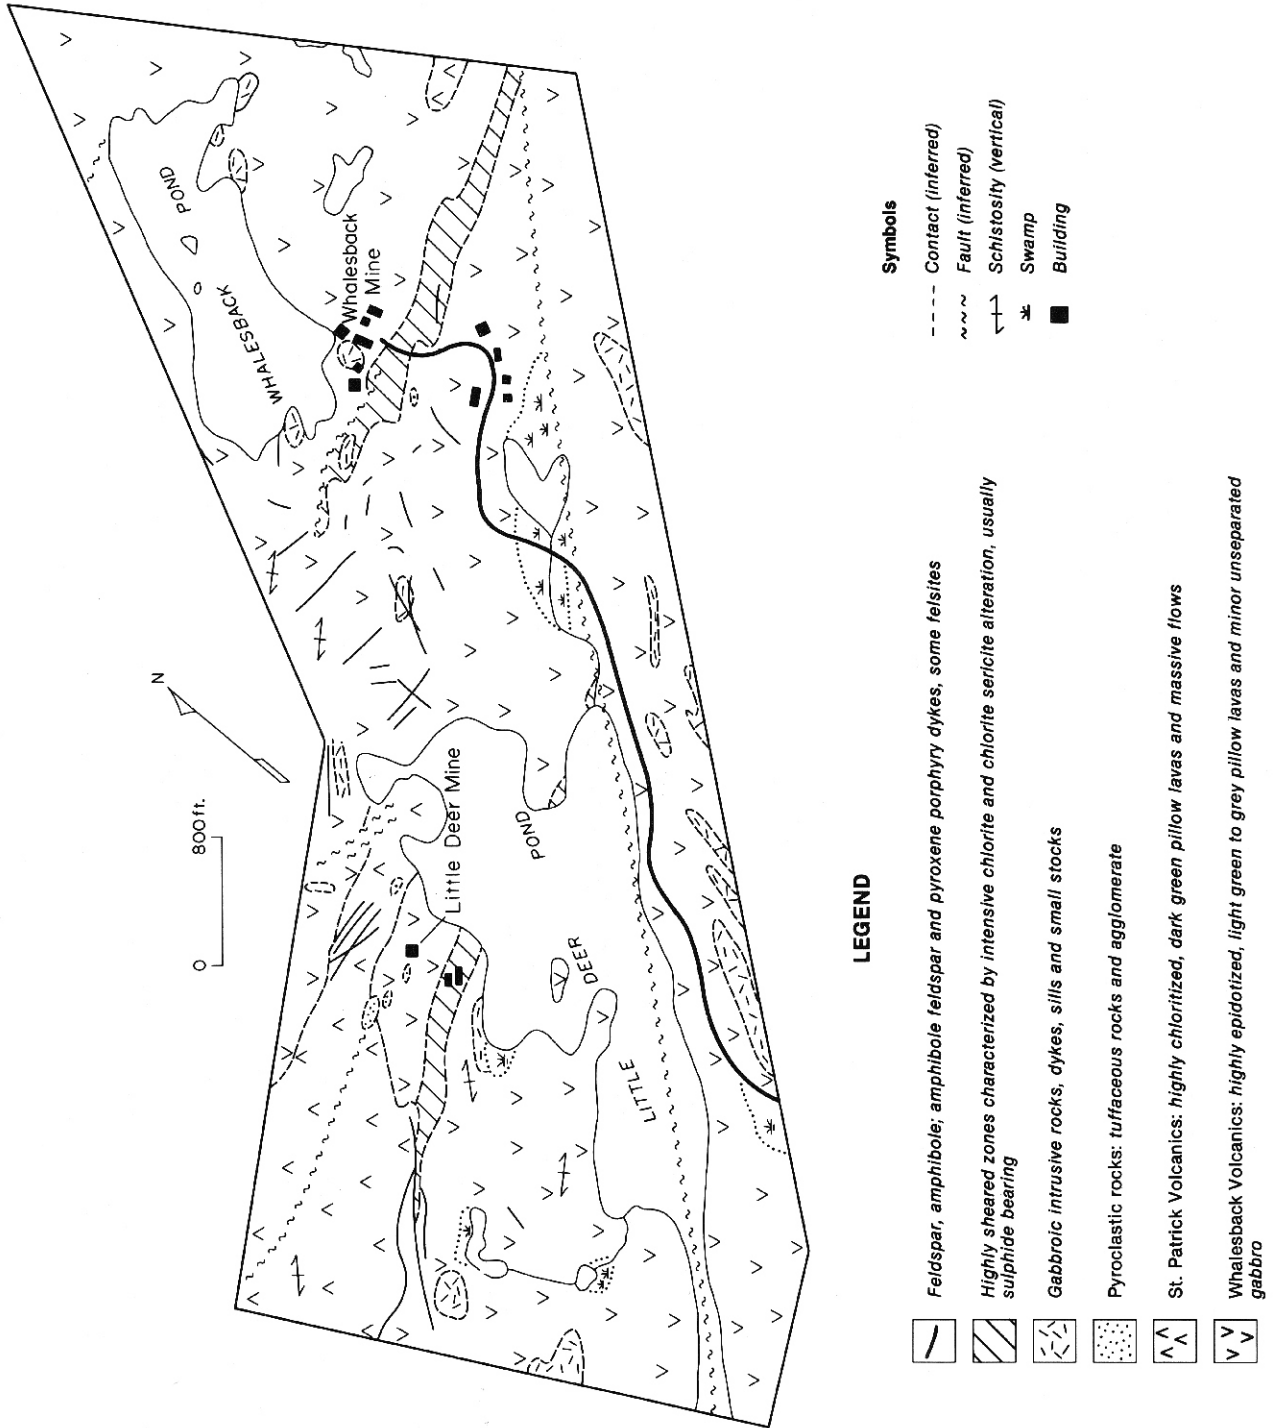 WHALESBACK POND
Whalesback
Mine
N
0 800ft.
Little Deer Mine
LITTLE DEER POND
LEGEND
Feldspar, amphibole; amphibole feldspar and pyroxene porphyry dykes, some felsites
Highly sheared zones characterized by intensive chlorite and chlorite sericite alteration, usually
sulphide bearing
Gabbroic intrusive rocks, dykes, sills and small stocks
Pyroclastic rocks: tuffaceous rocks and agglomerate
St. Patrick Volcanics: highly chloritized, dark green pillow lavas and massive flows
Whalesback Volcanics: highly epidotized, light green to grey pillow lavas and minor unseparated
gabbro
Symbols
Contact (inferred)
Fault (inferred)
Schistosity (vertical)
Swamp
Building